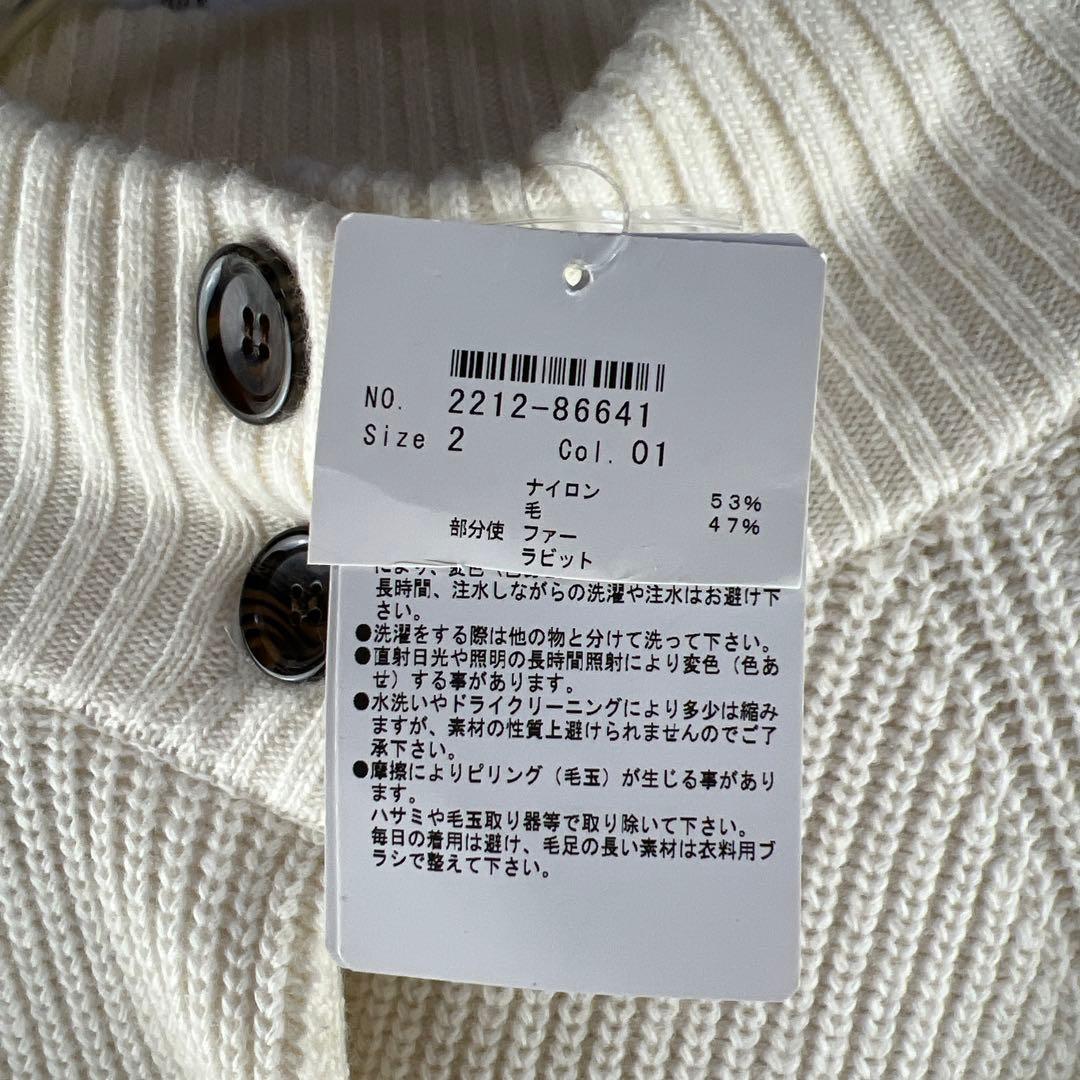 NO. 2212-86641
Size 2 Col. 01
ナイロン 53%
毛 47%
部分使 ファー
ラビット
により、変色
長時間、注水しながらの洗濯や注水はお避け下
さい。
●洗濯をする際は他の物と分けて洗って下さい。
●直射日光や照明の長時間照射により変色（色あ
せ）する事があります。
●水洗いやドライクリーニングにより多少は縮み
ますが、素材の性質上避けられませんのでご了
承下さい。
●摩擦によりピリング（毛玉）が生じる事があり
ます。
ハサミや毛玉取り器等で取り除いて下さい。
毎日の着用は避け、毛足の長い素材は衣料用ブ
ラシで整えて下さい。